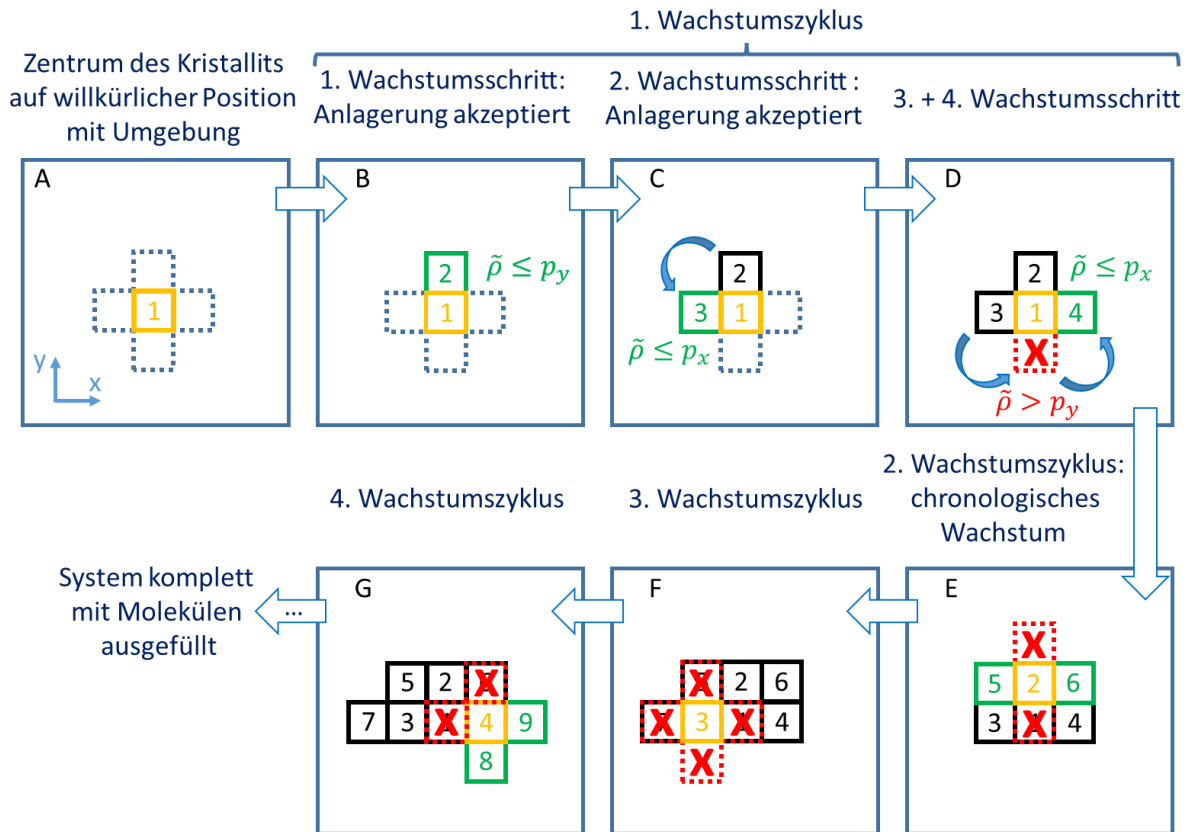 1. Wachstumszyklus
Zentrum des Kristallits
auf willkürlicher Position
mit Umgebung
1. Wachstumsschritt:
Anlagerung akzeptiert
2. Wachstumsschritt :
Anlagerung akzeptiert
3. + 4. Wachstumsschritt
A
1
y
x
B
2
ρ̃ ≤ p_y
1
C
2
3 1
ρ̃ ≤ p_x
D
2
ρ̃ ≤ p_x
3 1 4
X
ρ̃ > p_y
2. Wachstumszyklus:
chronologisches
Wachstum
E
X
5 2 6
3 X 4
3. Wachstumszyklus
F
X 2 6
X 3 X 4
X
4. Wachstumszyklus
G
5 2 X
7 3 X 4 9
8
System komplett
mit Molekülen
ausgefüllt
...